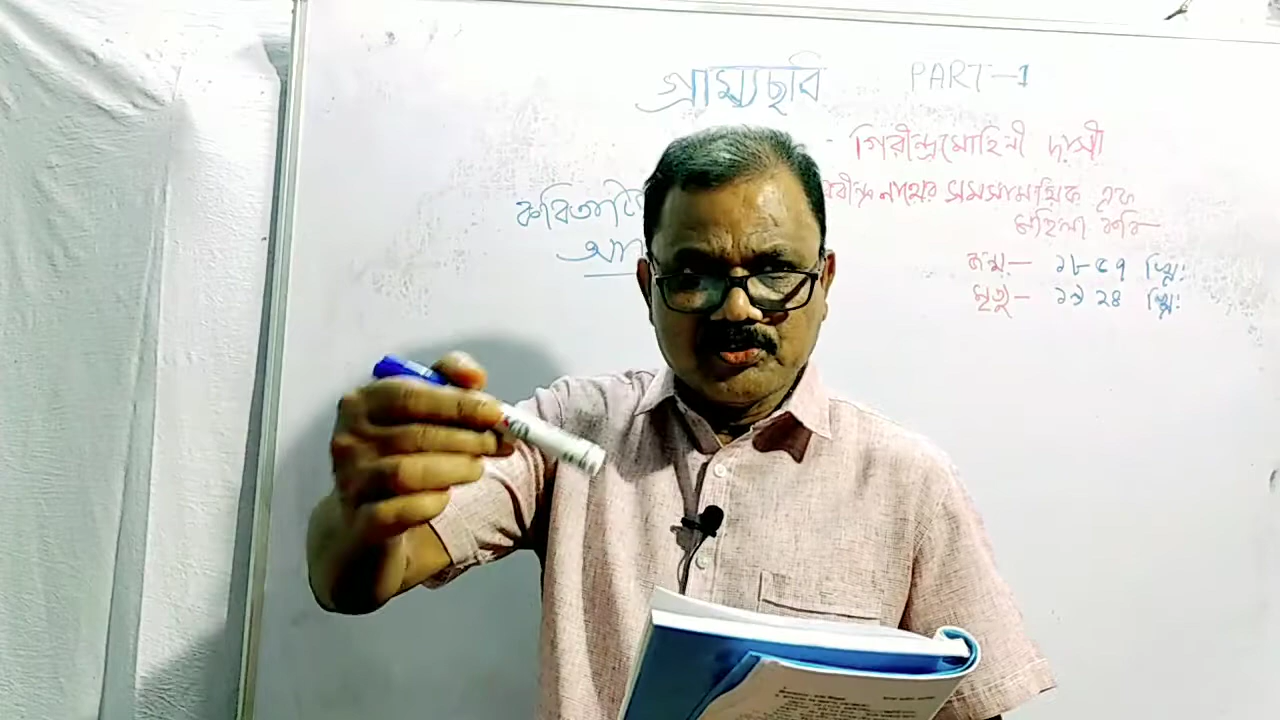 গ্রাম্যছবি PART-1
- গিরীন্দ্রমোহিনী দাসী
রবীন্দ্রনাথের সমসাময়িক এক
মহিলা কবি
কবিতাটি
জন্ম - ১৮৫৭ খ্রি:
মৃত্যু - ১৯২৪ খ্রি: